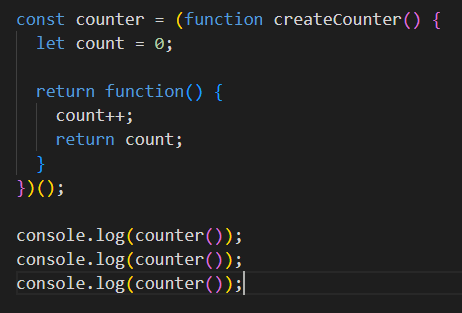 const counter = (function createCounter() {
  let count = 0;

  return function() {
    count++;
    return count;
  }
})();

console.log(counter());
console.log(counter());
console.log(counter());